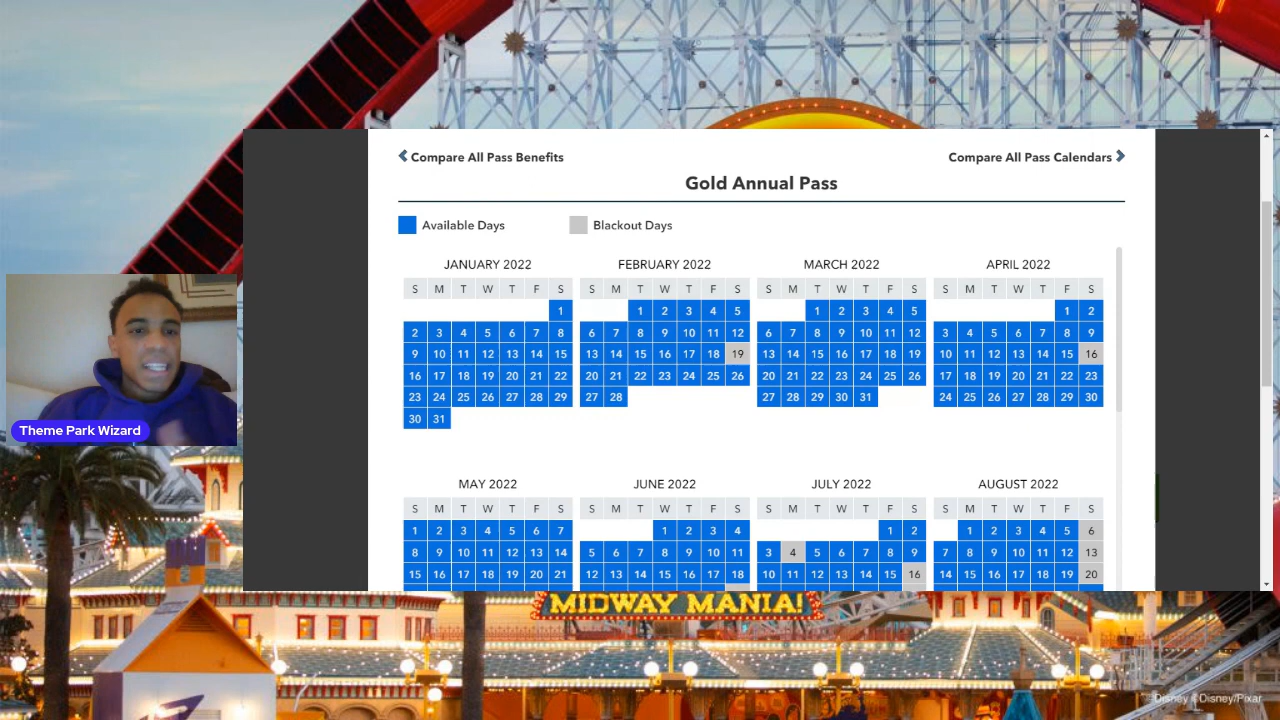 Compare All Pass Benefits
Compare All Pass Calendars
Gold Annual Pass
Available Days
Blackout Days
JANUARY 2022
S M T W T F S
1
2 3 4 5 6 7 8
9 10 11 12 13 14 15
16 17 18 19 20 21 22
23 24 25 26 27 28 29
30 31
FEBRUARY 2022
S M T W T F S
1 2 3 4 5
6 7 8 9 10 11 12
13 14 15 16 17 18 19
20 21 22 23 24 25 26
27 28
MARCH 2022
S M T W T F S
1 2 3 4 5
6 7 8 9 10 11 12
13 14 15 16 17 18 19
20 21 22 23 24 25 26
27 28 29 30 31
APRIL 2022
S M T W T F S
1 2
3 4 5 6 7 8 9
10 11 12 13 14 15 16
17 18 19 20 21 22 23
24 25 26 27 28 29 30
MAY 2022
S M T W T F S
1 2 3 4 5 6 7
8 9 10 11 12 13 14
15 16 17 18 19 20 21
JUNE 2022
S M T W T F S
1 2 3 4
5 6 7 8 9 10 11
12 13 14 15 16 17 18
JULY 2022
S M T W T F S
1 2
3 4 5 6 7 8 9
10 11 12 13 14 15 16
AUGUST 2022
S M T W T F S
1 2 3 4 5 6
7 8 9 10 11 12 13
14 15 16 17 18 19 20
Theme Park Wizard
MIDWAY MANIA!
©Disney ©Disney/Pixar